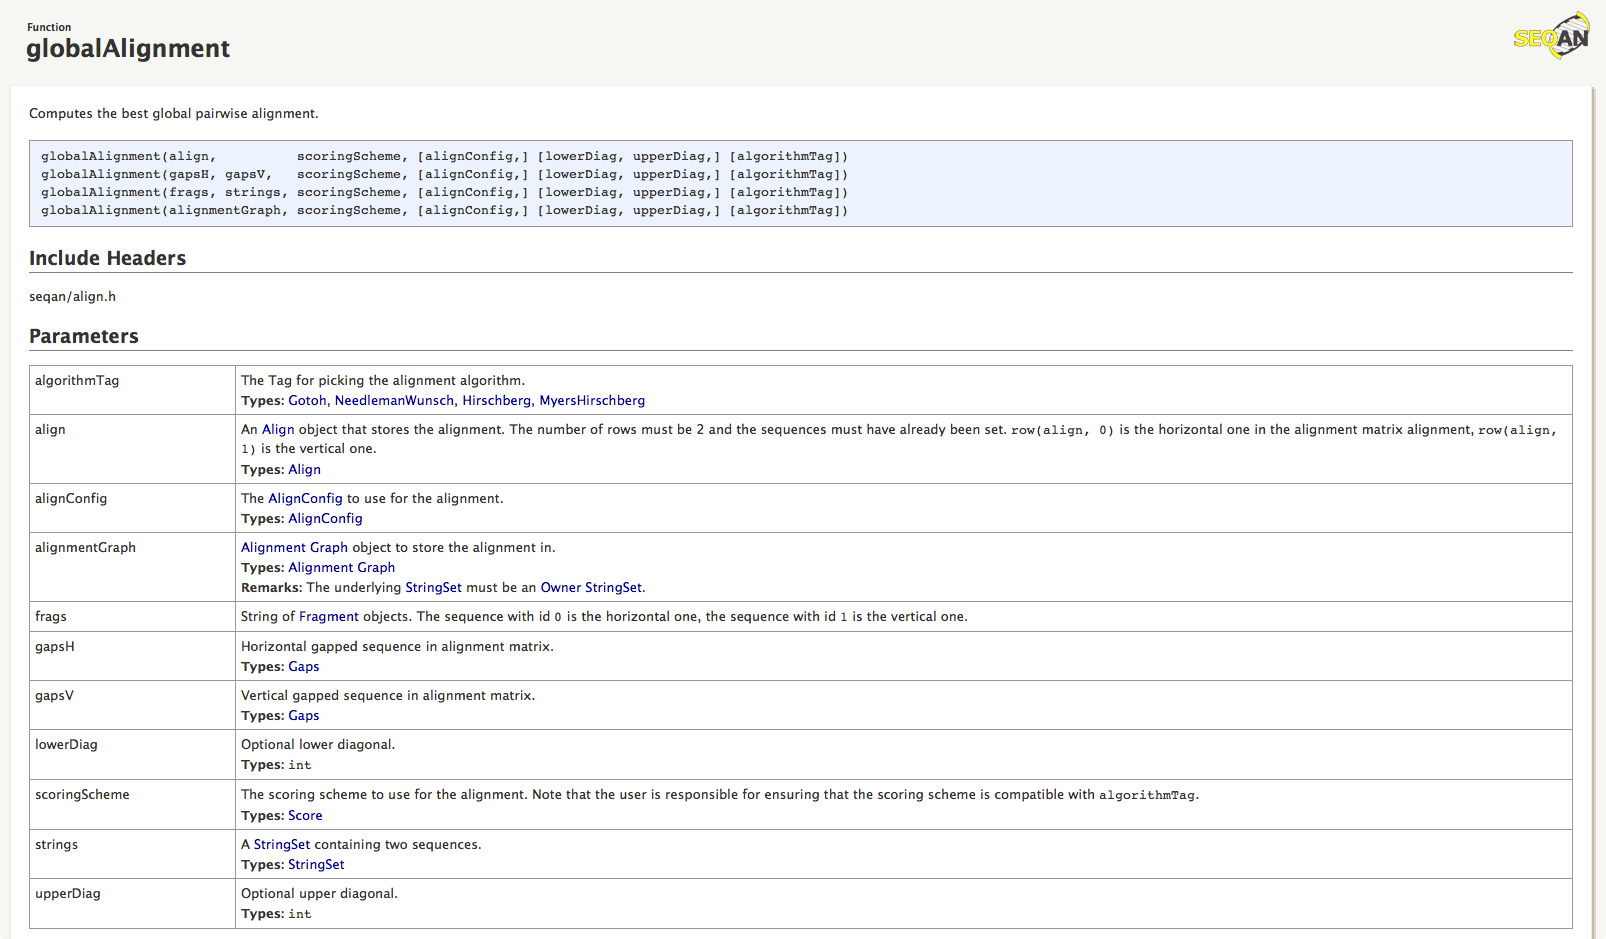 Function
globalAlignment
SEQAN
Computes the best global pairwise alignment.
globalAlignment(align,          scoringScheme, [alignConfig,] [lowerDiag, upperDiag,] [algorithmTag])
globalAlignment(gapsH, gapsV,   scoringScheme, [alignConfig,] [lowerDiag, upperDiag,] [algorithmTag])
globalAlignment(frags, strings, scoringScheme, [alignConfig,] [lowerDiag, upperDiag,] [algorithmTag])
globalAlignment(alignmentGraph, scoringScheme, [alignConfig,] [lowerDiag, upperDiag,] [algorithmTag])
Include Headers
seqan/align.h
Parameters
algorithmTag
The Tag for picking the alignment algorithm.
Types: Gotoh, NeedlemanWunsch, Hirschberg, MyersHirschberg
align
An Align object that stores the alignment. The number of rows must be 2 and the sequences must have already been set. row(align, 0) is the horizontal one in the alignment matrix alignment, row(align,
1) is the vertical one.
Types: Align
alignConfig
The AlignConfig to use for the alignment.
Types: AlignConfig
alignmentGraph
Alignment Graph object to store the alignment in.
Types: Alignment Graph
Remarks: The underlying StringSet must be an Owner StringSet.
frags
String of Fragment objects. The sequence with id 0 is the horizontal one, the sequence with id 1 is the vertical one.
gapsH
Horizontal gapped sequence in alignment matrix.
Types: Gaps
gapsV
Vertical gapped sequence in alignment matrix.
Types: Gaps
lowerDiag
Optional lower diagonal.
Types: int
scoringScheme
The scoring scheme to use for the alignment. Note that the user is responsible for ensuring that the scoring scheme is compatible with algorithmTag.
Types: Score
strings
A StringSet containing two sequences.
Types: StringSet
upperDiag
Optional upper diagonal.
Types: int